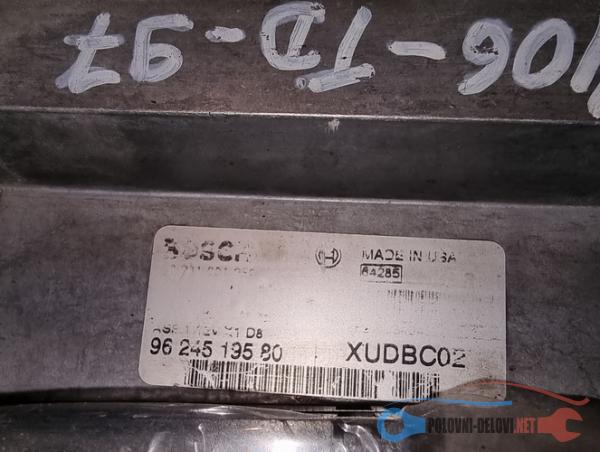 106-TD-97
BOSCH
MADE IN USA
64285
96 245 195 80
XUDBC02
POLOVNI-DELOVI.NET